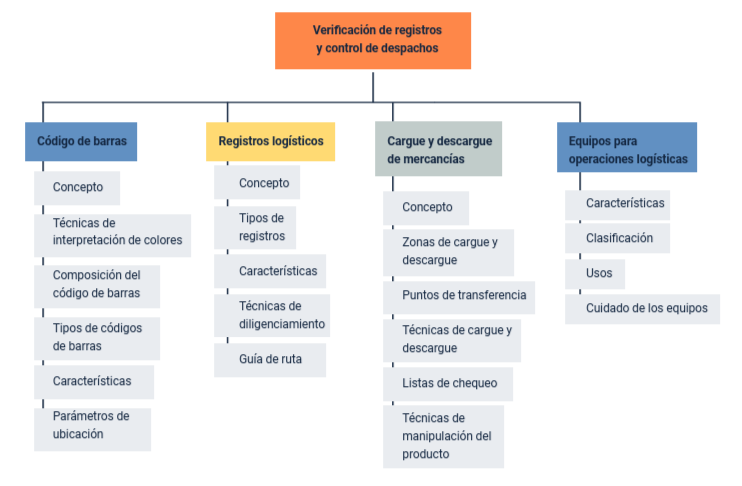 Verificación de registros
y control de despachos
Código de barras
Concepto
Técnicas de
interpretación de colores
Composición del
código de barras
Tipos de códigos
de barras
Características
Parámetros de
ubicación
Registros logísticos
Concepto
Tipos de
registros
Características
Técnicas de
diligenciamiento
Guía de ruta
Cargue y descargue
de mercancías
Concepto
Zonas de cargue y
descargue
Puntos de transferencia
Técnicas de cargue y
descargue
Listas de chequeo
Técnicas de
manipulación del
producto
Equipos para
operaciones logísticas
Características
Clasificación
Usos
Cuidado de los equipos